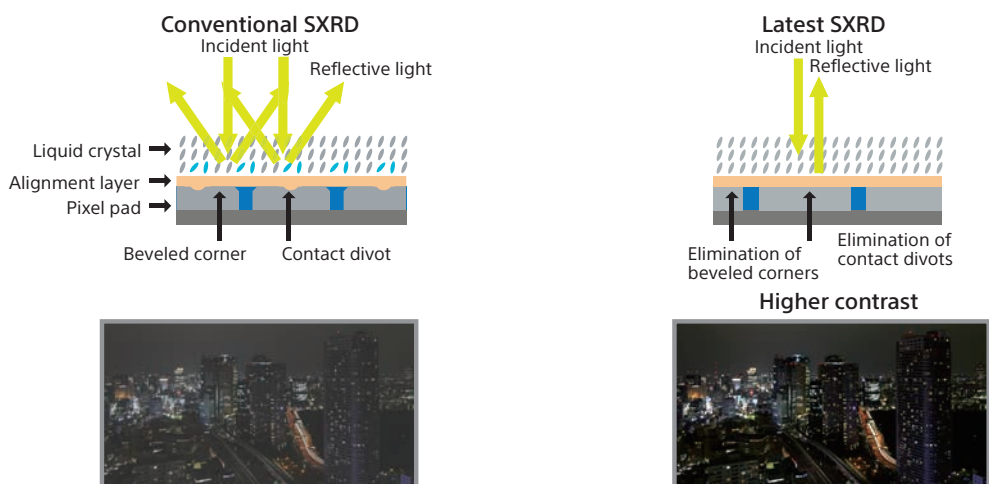 Conventional SXRD
Incident light
Reflective light
Liquid crystal
Alignment layer
Pixel pad
Beveled corner
Contact divot
Latest SXRD
Incident light
Reflective light
Elimination of
beveled corners
Elimination of
contact divots
Higher contrast